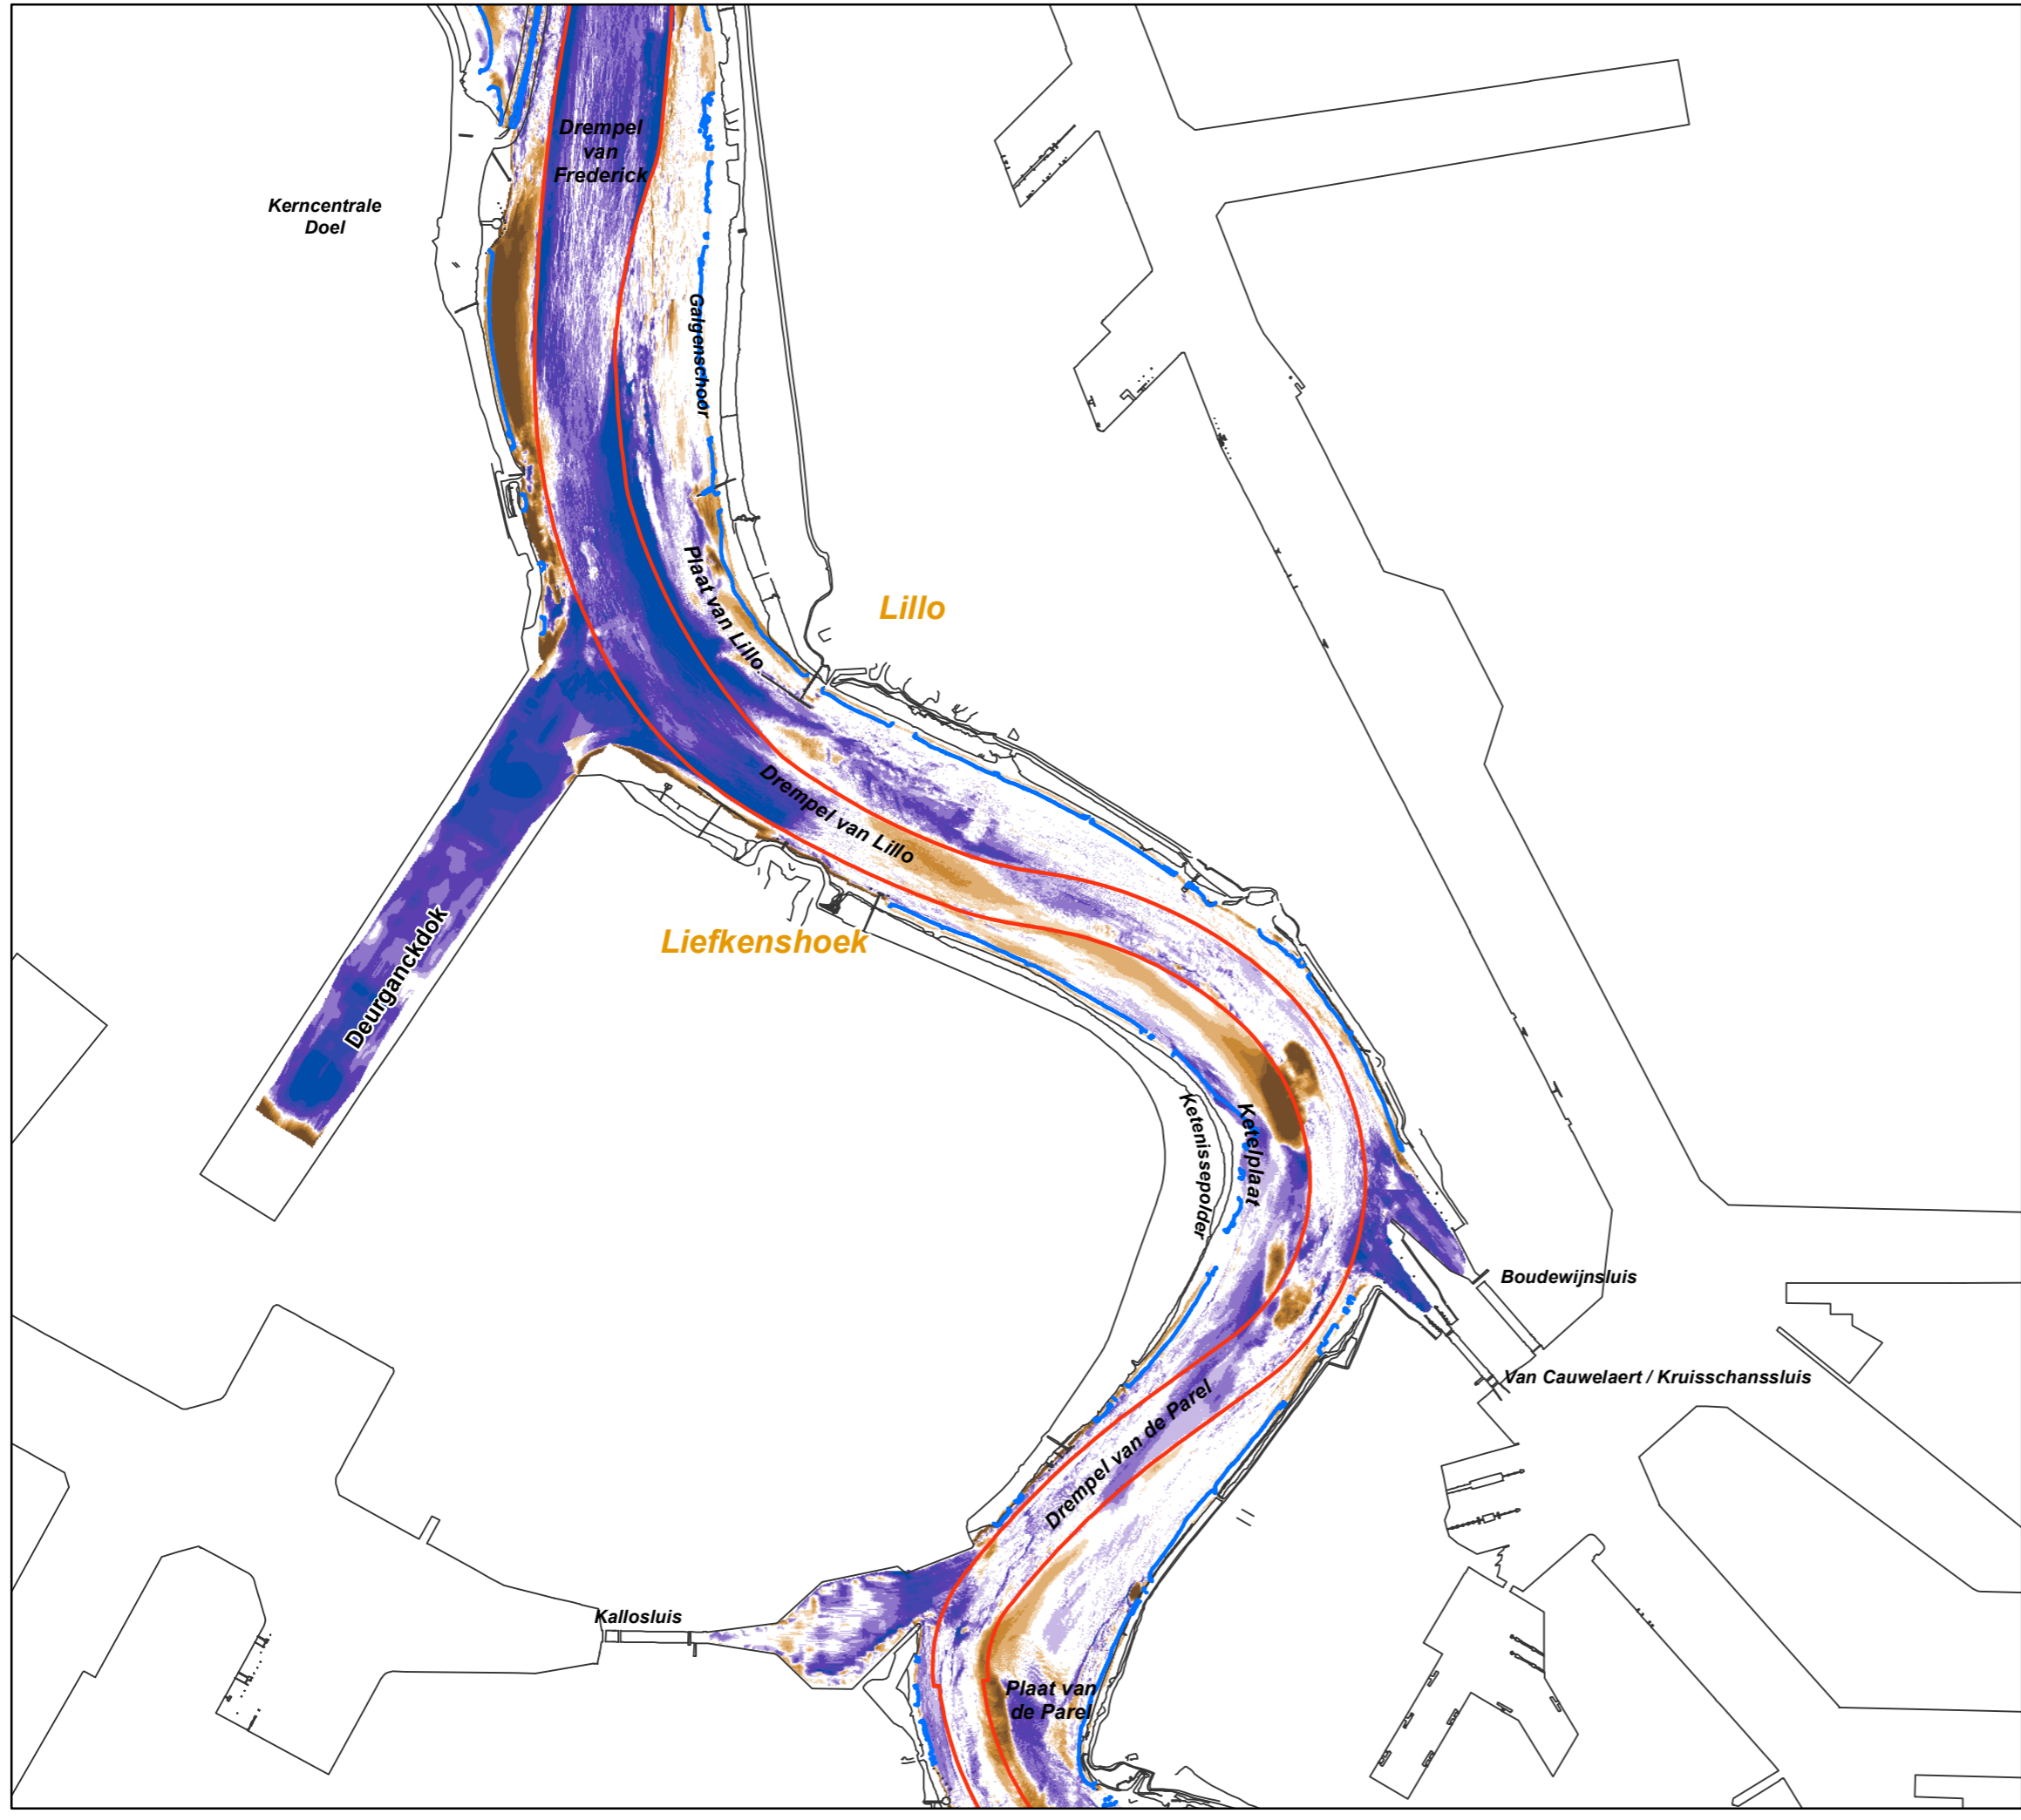 Drempel
van
Frederick
Kerncentrale
Doel
Galgenschoor
Plaat van Lillo
Lillo
Drempel van Lillo
Liefkenshoek
Deurganckdok
Ketenissepolder
Ketelplaat
Boudewijnsluis
Van Cauwelaert / Kruisschanssluis
Drempel van de Parel
Kallosluis
Plaat van
de Parel